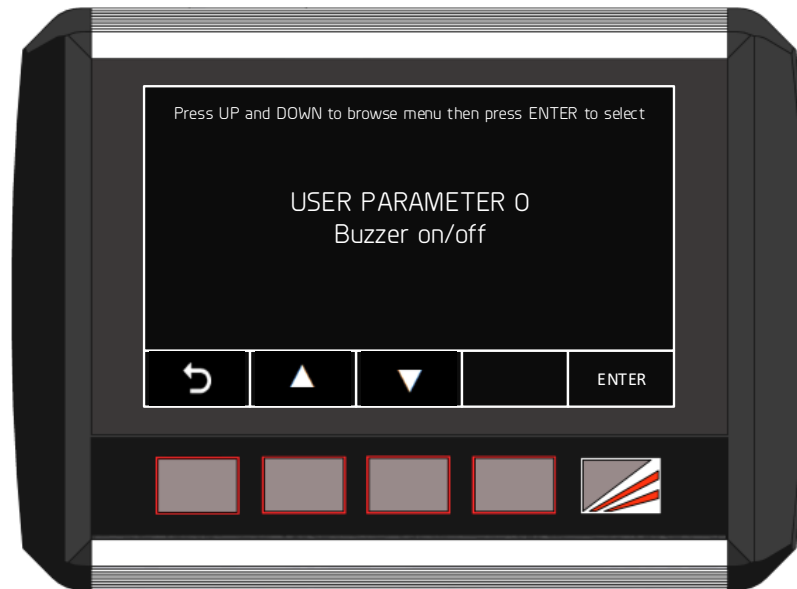 Press UP and DOWN to browse menu then press ENTER to select
USER PARAMETER 0
Buzzer on/off
ENTER